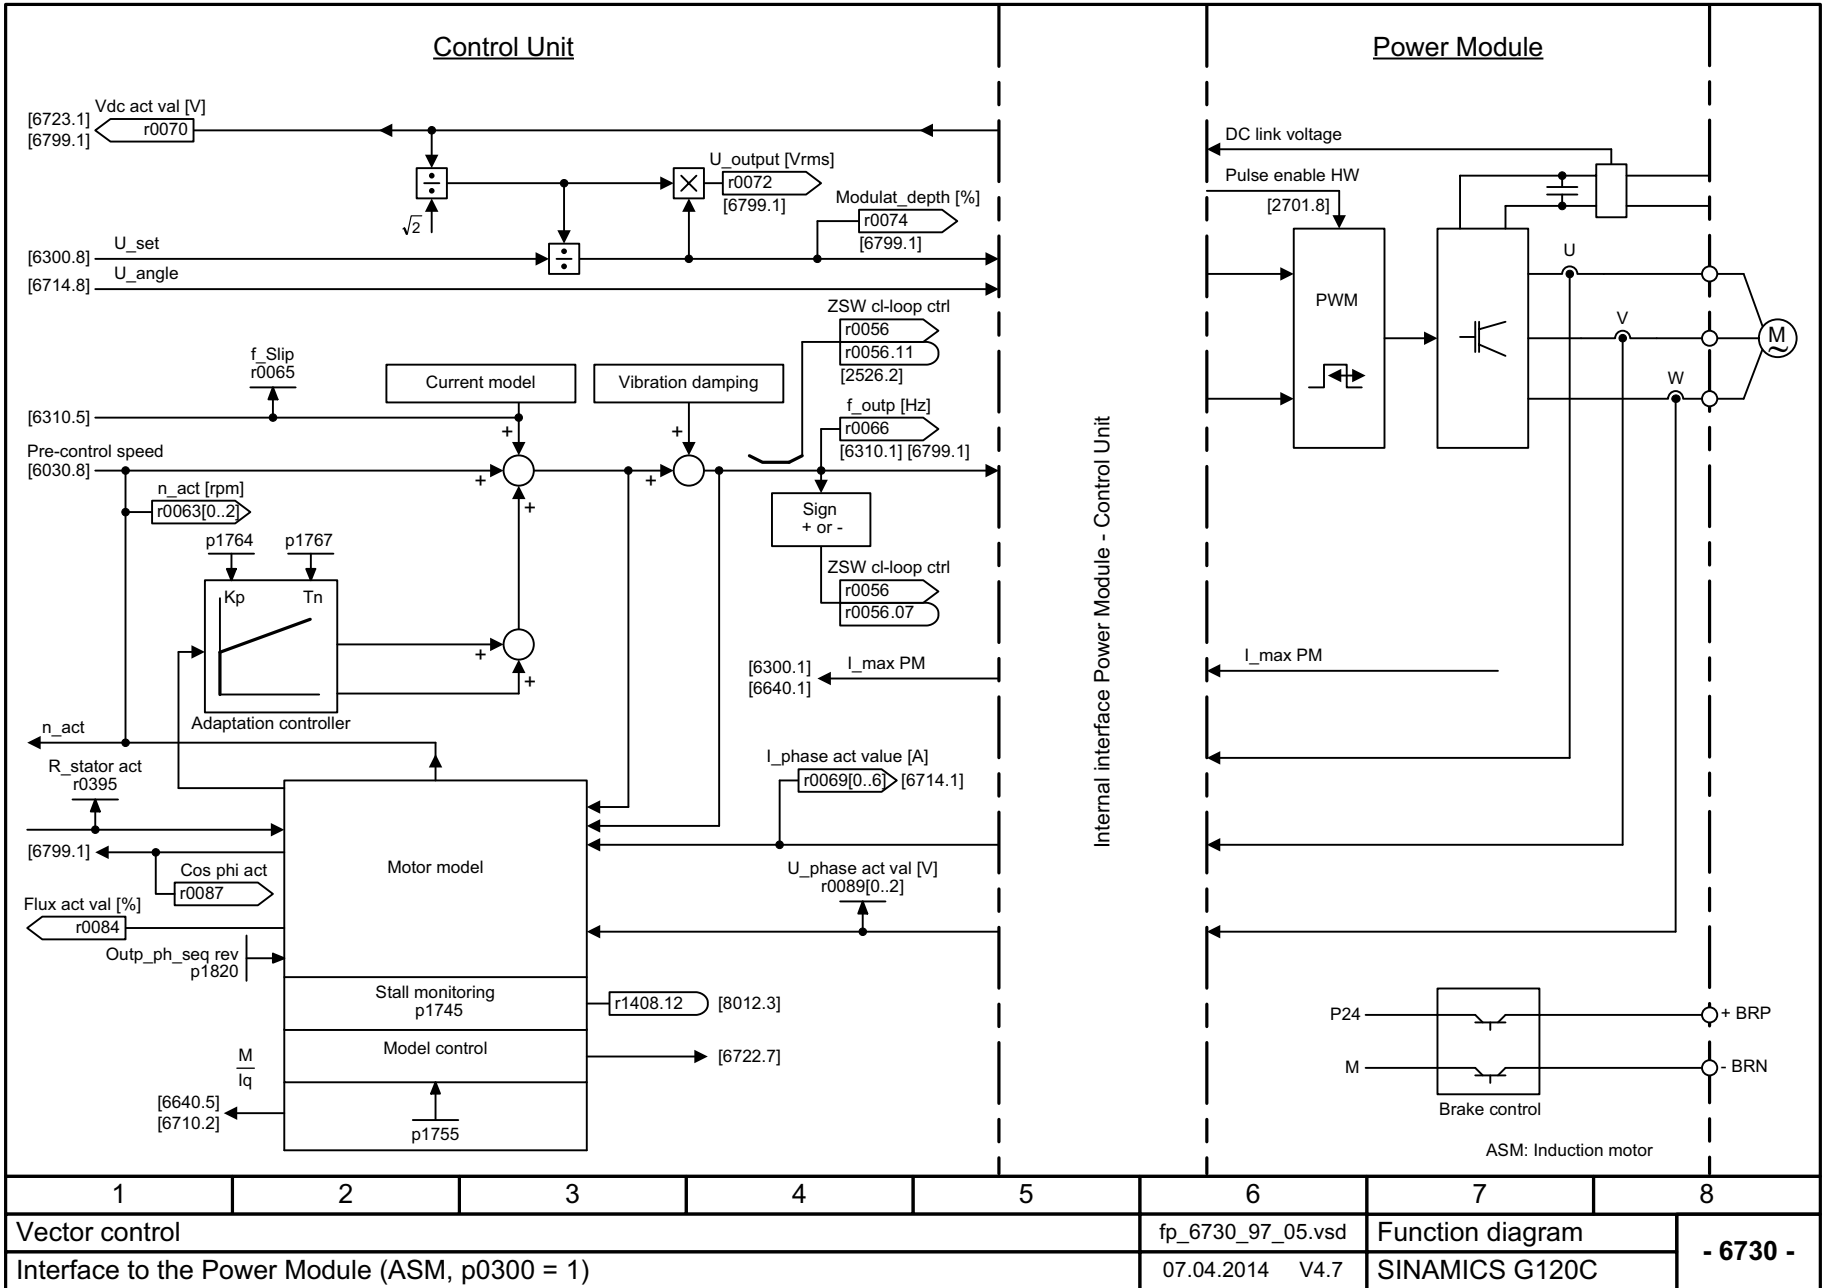 Control Unit
Power Module
Vdc act val [V]
[6723.1]
[6799.1]
r0070
÷
√2
U_output [Vrms]
r0072
[6799.1]
Modulat_depth [%]
r0074
[6799.1]
U_set
[6300.8]
÷
U_angle
[6714.8]
f_Slip
r0065
Current model
Vibration damping
ZSW cl-loop ctrl
r0056
r0056.11
[2526.2]
[6310.5]
f_outp [Hz]
r0066
[6310.1] [6799.1]
Pre-control speed
[6030.8]
+
+
+
+
+
n_act [rpm]
r0063[0..2]
Sign
+ or -
p1764
p1767
Kp
Tn
Adaptation controller
+
+
ZSW cl-loop ctrl
r0056
r0056.07
[6300.1]
[6640.1]
I_max PM
n_act
R_stator act
r0395
I_phase act value [A]
r0069[0..6]
[6714.1]
[6799.1]
Cos phi act
r0087
Motor model
U_phase act val [V]
r0089[0..2]
Flux act val [%]
r0084
Outp_ph_seq rev
p1820
Stall monitoring
p1745
r1408.12
[8012.3]
Model control
[6722.7]
M
Iq
[6640.5]
[6710.2]
p1755
Internal interface Power Module - Control Unit
DC link voltage
Pulse enable HW
[2701.8]
PWM
U
V
W
M
~
I_max PM
P24
+ BRP
M
- BRN
Brake control
ASM: Induction motor
1 2 3 4 5 6 7 8
Vector control
fp_6730_97_05.vsd
Function diagram
- 6730 -
Interface to the Power Module (ASM, p0300 = 1)
07.04.2014 V4.7
SINAMICS G120C